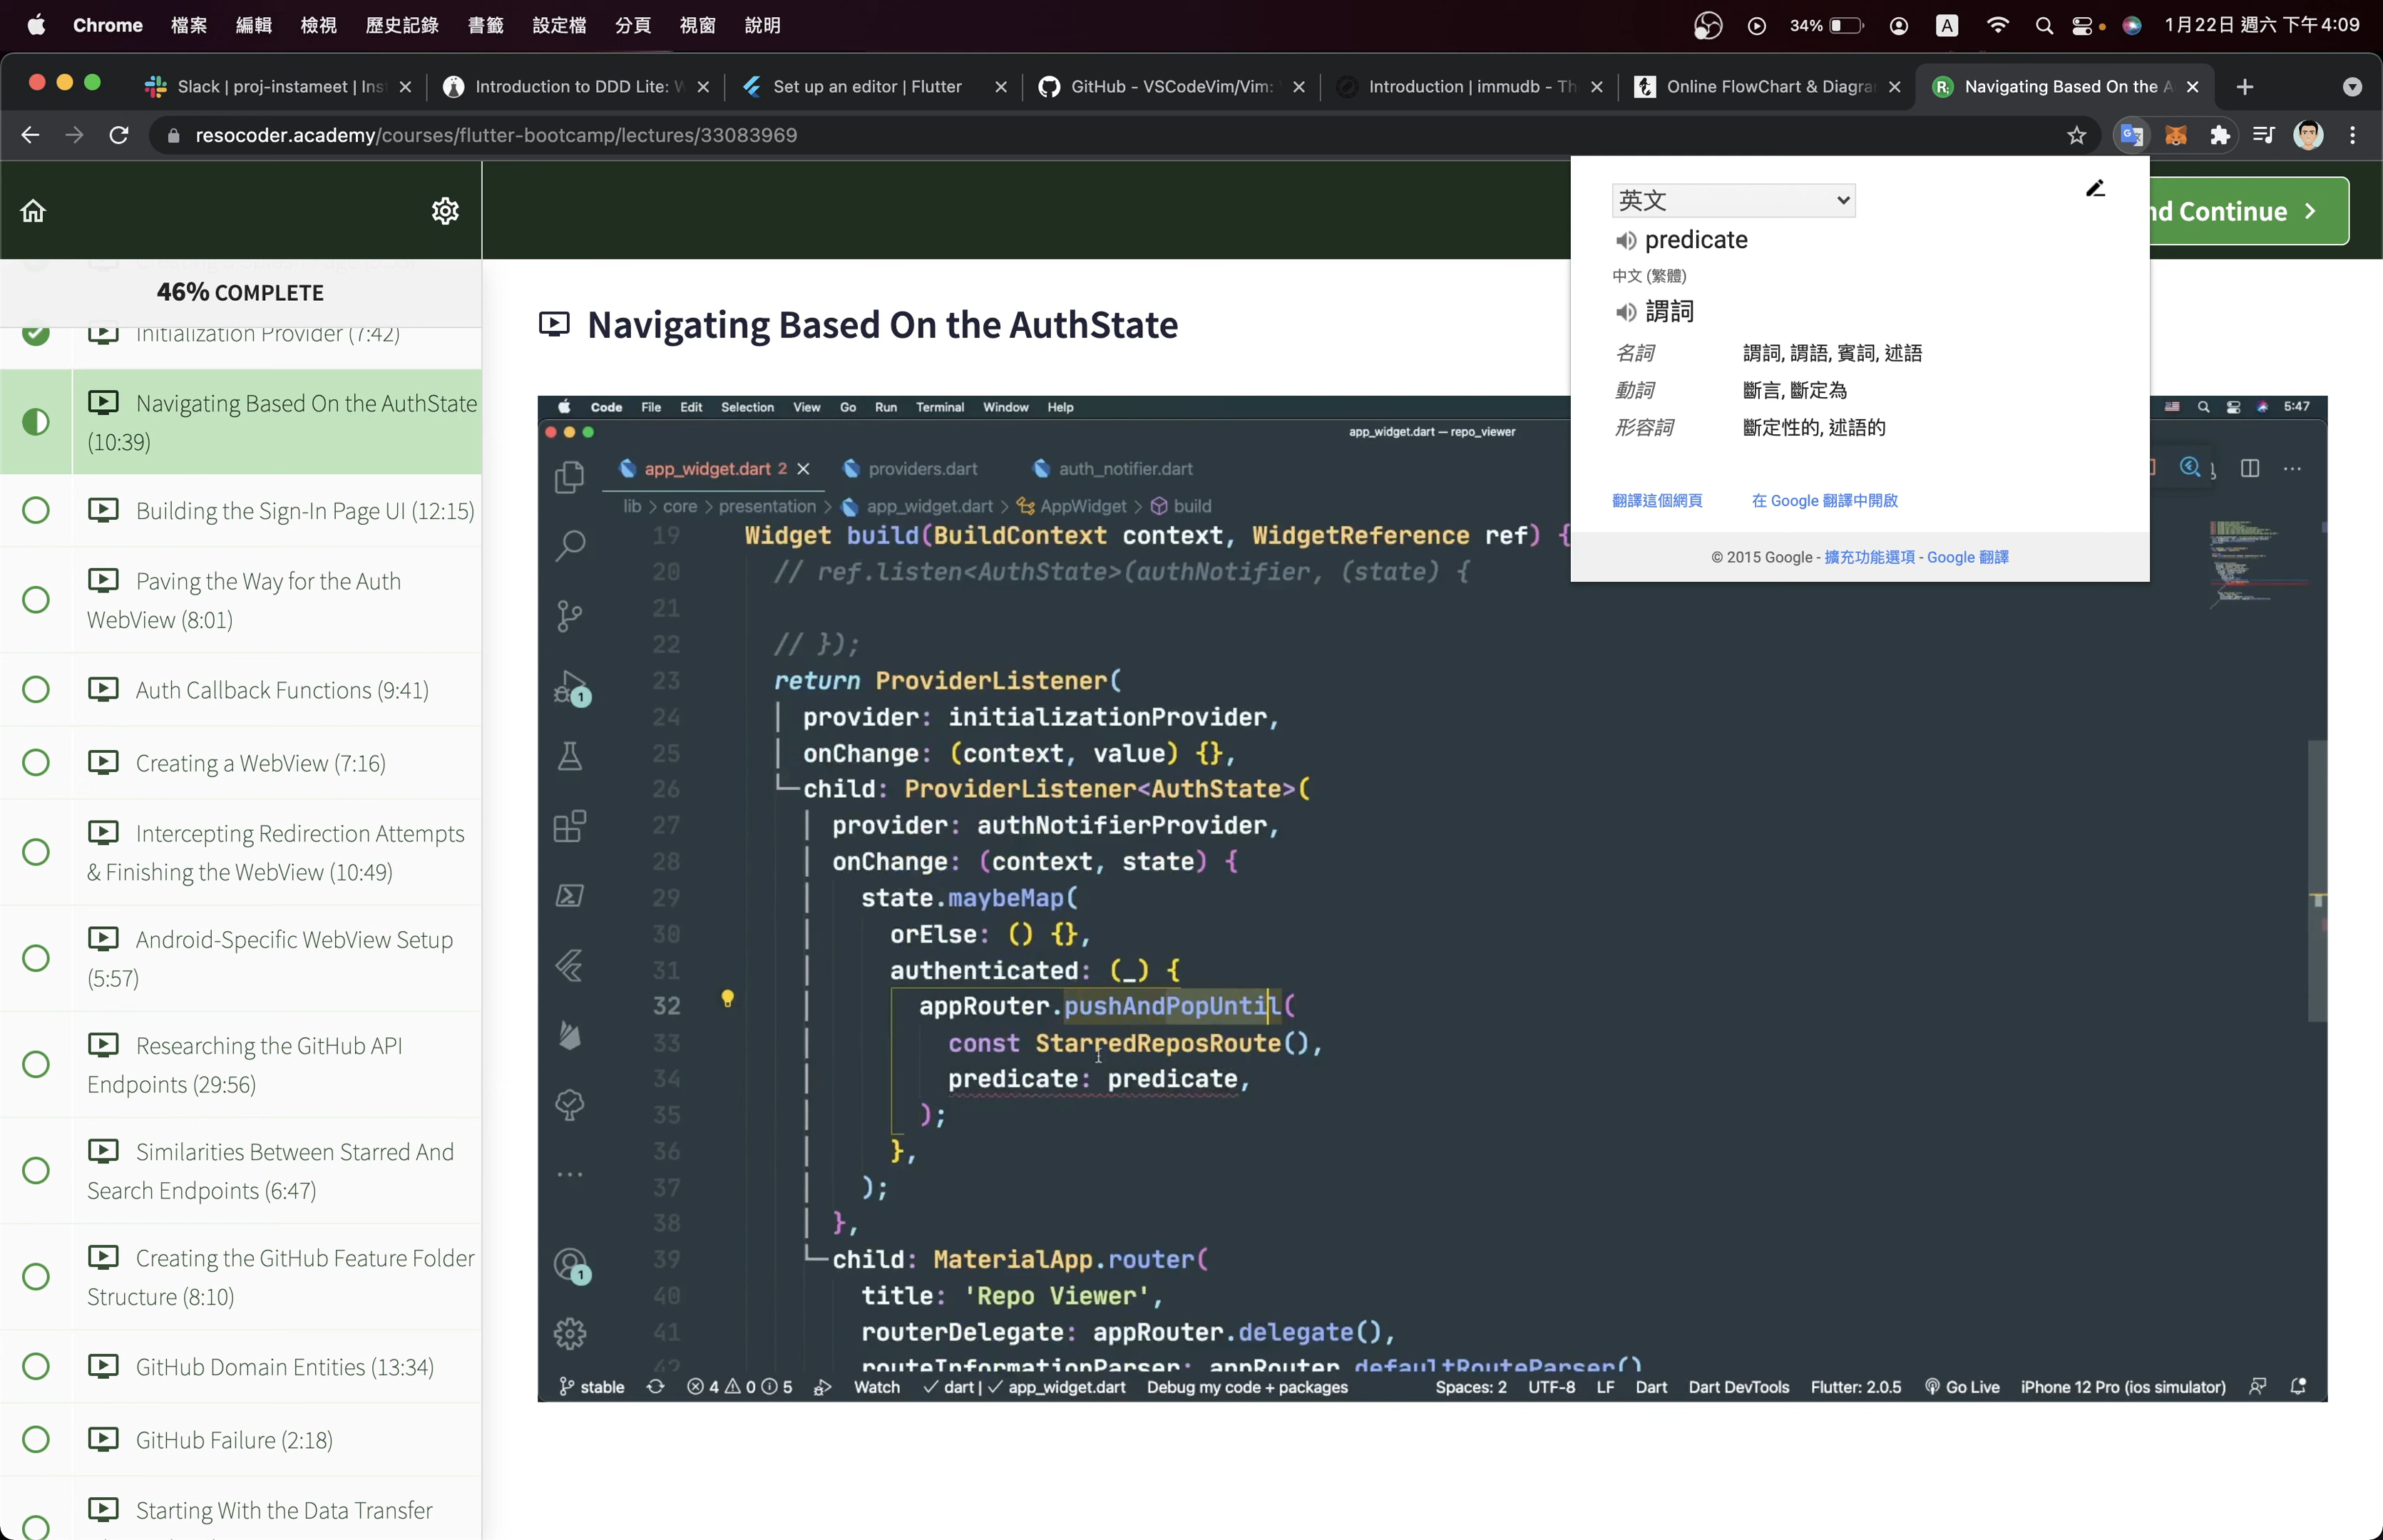 Chrome 檔案 編輯 檢視 歷史記錄 書籤 設定檔 分頁 視窗 說明 34% A 1月22日 週六 下午4:09
Slack | proj-instameet | Ins Introduction to DDD Lite: W Set up an editor | Flutter GitHub - VSCodeVim/Vim: Introduction | immudb - Th Online FlowChart & Diagra Navigating Based On the A
resocoder.academy/courses/flutter-bootcamp/lectures/33083969
46% COMPLETE
Initialization Provider (7:42)
Navigating Based On the AuthState
(10:39)
Building the Sign-In Page UI (12:15)
Paving the Way for the Auth
WebView (8:01)
Auth Callback Functions (9:41)
Creating a WebView (7:16)
Intercepting Redirection Attempts
& Finishing the WebView (10:49)
Android-Specific WebView Setup
(5:57)
Researching the GitHub API
Endpoints (29:56)
Similarities Between Starred And
Search Endpoints (6:47)
Creating the GitHub Feature Folder
Structure (8:10)
GitHub Domain Entities (13:34)
GitHub Failure (2:18)
Starting With the Data Transfer
nd Continue
英文
predicate
中文 (繁體)
謂詞
名詞 謂詞, 謂語, 賓詞, 述語
動詞 斷言, 斷定為
形容詞 斷定性的, 述語的
翻譯這個網頁 在 Google 翻譯中開啟
© 2015 Google - 擴充功能選項 - Google 翻譯
Navigating Based On the AuthState
Code File Edit Selection View Go Run Terminal Window Help 5:47
app_widget.dart — repo_viewer
app_widget.dart 2 providers.dart auth_notifier.dart
lib > core > presentation > app_widget.dart > AppWidget > build
19 Widget build(BuildContext context, WidgetReference ref) {
20 // ref.listen<AuthState>(authNotifier, (state) {
21
22 // });
23 return ProviderListener(
24 provider: initializationProvider,
25 onChange: (context, value) {},
26 child: ProviderListener<AuthState>(
27 provider: authNotifierProvider,
28 onChange: (context, state) {
29 state.maybeMap(
30 orElse: () {},
31 authenticated: (_) {
32 appRouter.pushAndPopUntil(
33 const StarredReposRoute(),
34 predicate: predicate,
35 );
36 },
37 );
38 },
39 child: MaterialApp.router(
40 title: 'Repo Viewer',
41 routerDelegate: appRouter.delegate(),
42 routeInformationParser: appRouter.defaultRouteParser()
1
1
stable 4 0 5 Watch ✓ dart | ✓ app_widget.dart Debug my code + packages Spaces: 2 UTF-8 LF Dart Dart DevTools Flutter: 2.0.5 Go Live iPhone 12 Pro (ios simulator)